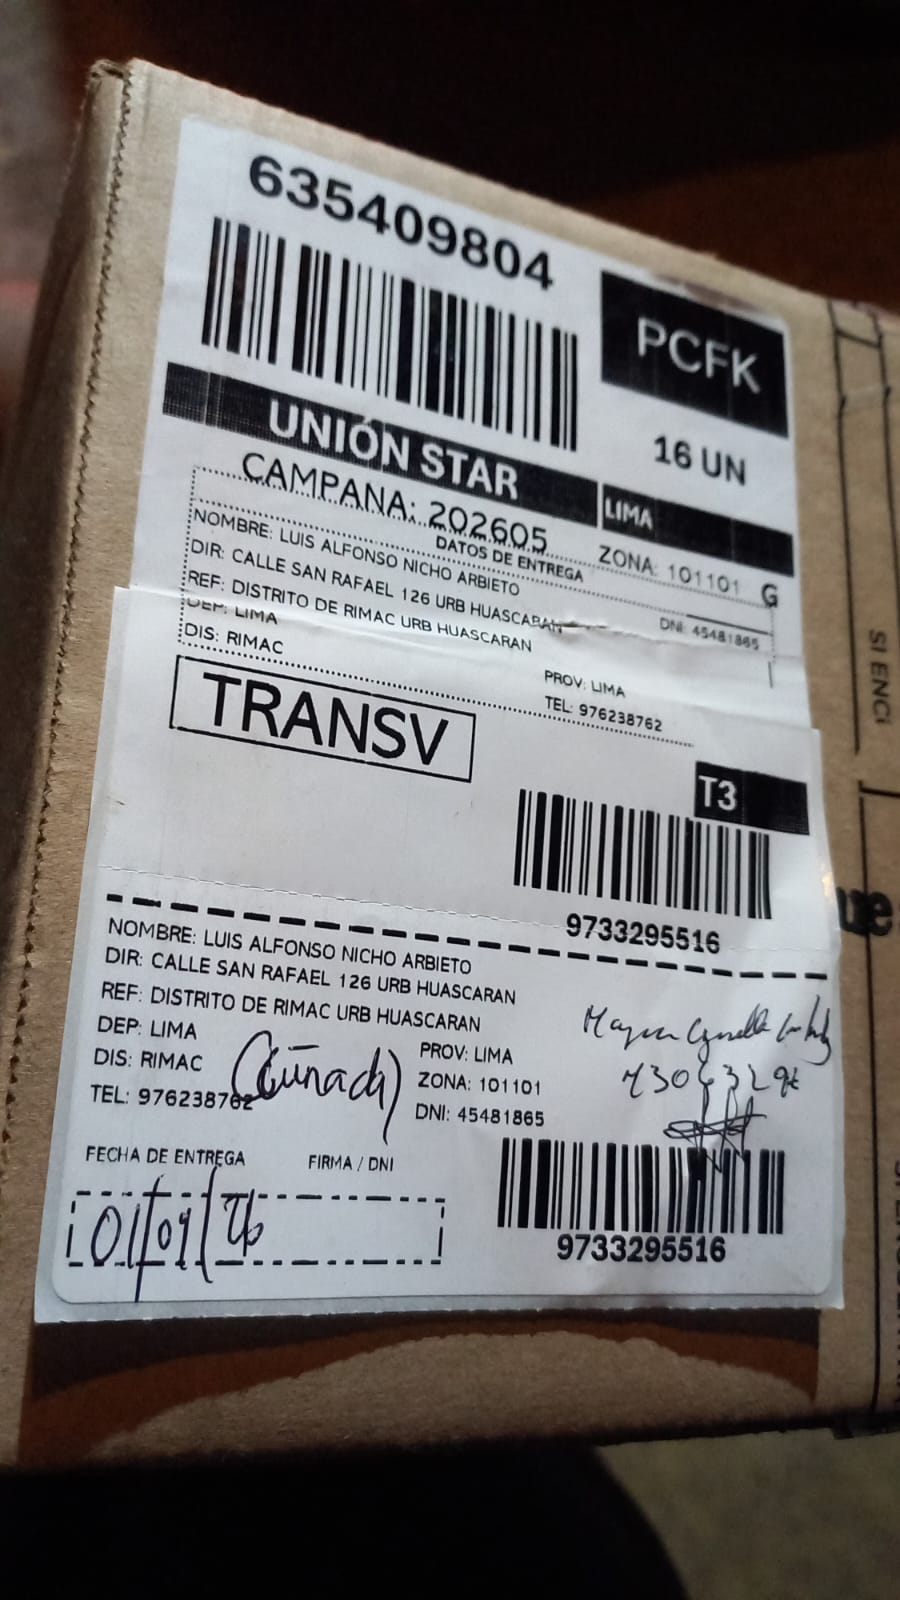 635409804
PCFK
16 UN
UNIÓN STAR
LIMA
CAMPANA: 202605
ZONA: 101101 G
DATOS DE ENTREGA
NOMBRE: LUIS ALFONSO NICHO ARBIETO
DNI: 45481865
DIR: CALLE SAN RAFAEL 126 URB HUASCARAN
REF: DISTRITO DE RIMAC URB HUASCARAN
DEP: LIMA
PROV: LIMA
DIS: RIMAC
TEL: 976238762
TRANSV
T3
9733295516
NOMBRE: LUIS ALFONSO NICHO ARBIETO
DIR: CALLE SAN RAFAEL 126 URB HUASCARAN
REF: DISTRITO DE RIMAC URB HUASCARAN
DEP: LIMA
PROV: LIMA
DIS: RIMAC
(Cuñada)
ZONA: 101101
TEL: 976238762
DNI: 45481865
FECHA DE ENTREGA
FIRMA / DNI
9733295516
SI ENC
ue